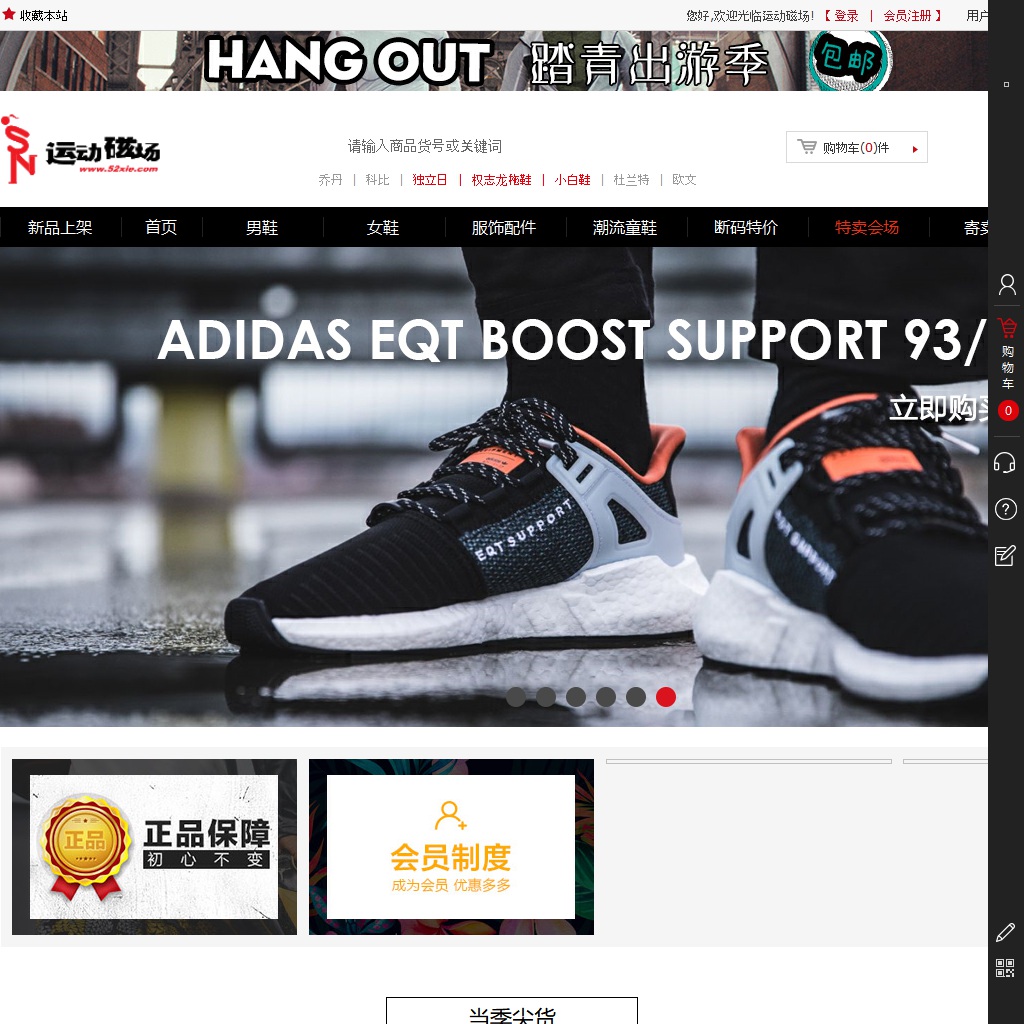 收藏本站
您好,欢迎光临运动磁场! 【 登录 | 会员注册 】 用户
HANG OUT 踏青出游季 包邮
SN 运动磁场
www.52xie.com
请输入商品货号或关键词
购物车(0)件
乔丹 | 科比 | 独立日 | 权志龙拖鞋 | 小白鞋 | 杜兰特 | 欧文
新品上架 首页 男鞋 女鞋 服饰配件 潮流童鞋 断码特价 特卖会场 寄卖
ADIDAS EQT BOOST SUPPORT 93/
立即购买
EQT SUPPORT
EQT SUPPORT
购物车
0
正品
正品保障
初心不变
会员制度
成为会员 优惠多多
当季尖货